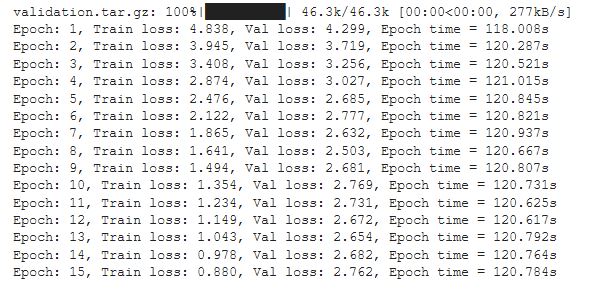 validation.tar.gz: 100%|██████████| 46.3k/46.3k [00:00<00:00, 277kB/s]
Epoch: 1, Train loss: 4.838, Val loss: 4.299, Epoch time = 118.008s
Epoch: 2, Train loss: 3.945, Val loss: 3.719, Epoch time = 120.287s
Epoch: 3, Train loss: 3.408, Val loss: 3.256, Epoch time = 120.521s
Epoch: 4, Train loss: 2.874, Val loss: 3.027, Epoch time = 121.015s
Epoch: 5, Train loss: 2.476, Val loss: 2.685, Epoch time = 120.845s
Epoch: 6, Train loss: 2.122, Val loss: 2.777, Epoch time = 120.821s
Epoch: 7, Train loss: 1.865, Val loss: 2.632, Epoch time = 120.937s
Epoch: 8, Train loss: 1.641, Val loss: 2.503, Epoch time = 120.667s
Epoch: 9, Train loss: 1.494, Val loss: 2.681, Epoch time = 120.807s
Epoch: 10, Train loss: 1.354, Val loss: 2.769, Epoch time = 120.731s
Epoch: 11, Train loss: 1.234, Val loss: 2.731, Epoch time = 120.625s
Epoch: 12, Train loss: 1.149, Val loss: 2.672, Epoch time = 120.617s
Epoch: 13, Train loss: 1.043, Val loss: 2.654, Epoch time = 120.792s
Epoch: 14, Train loss: 0.978, Val loss: 2.682, Epoch time = 120.764s
Epoch: 15, Train loss: 0.880, Val loss: 2.762, Epoch time = 120.784s